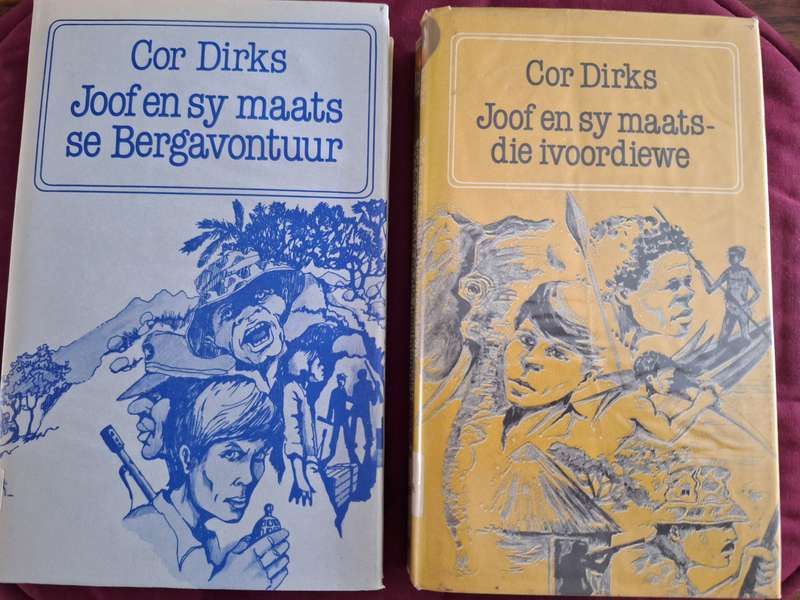 Cor Dirks
Joof en sy maats
se Bergavontuur
Cor Dirks
Joof en sy maats-
die ivoordiewe